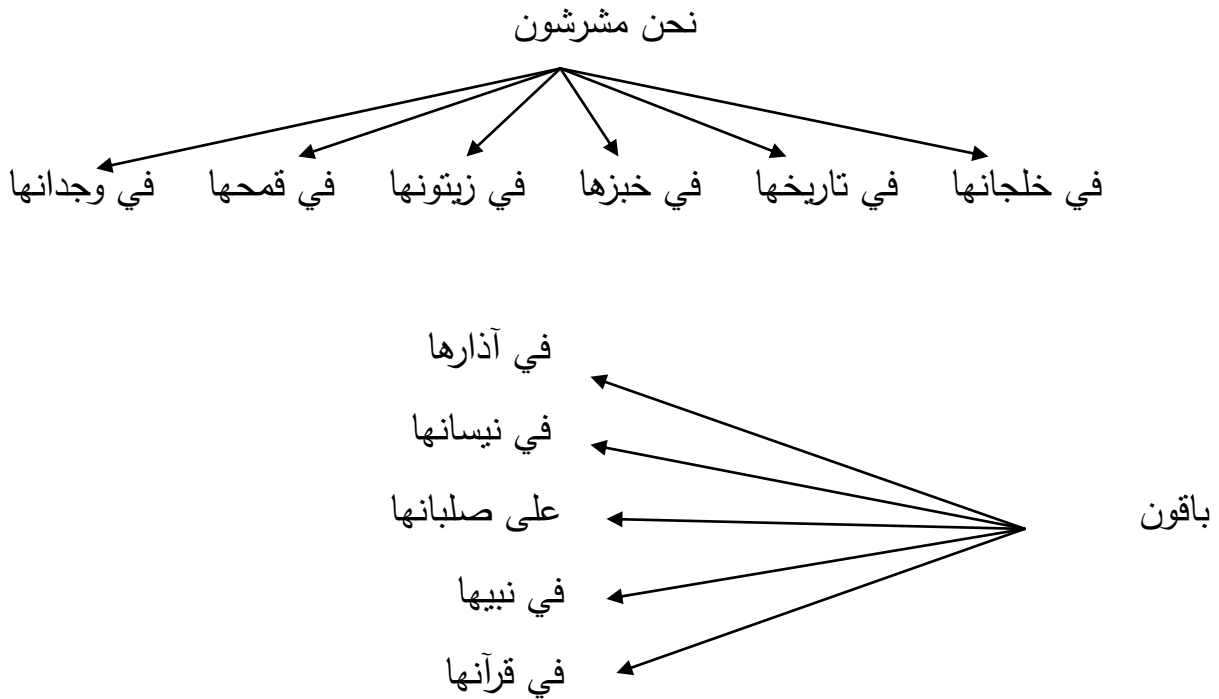 نحن مشرشون
في خلجانها في تاريخها في خبزها في زيتونها في قمحها في وجدانها
في آذارها
في نيسانها
باقون على صلبانها
في نبيها
في قرآنها